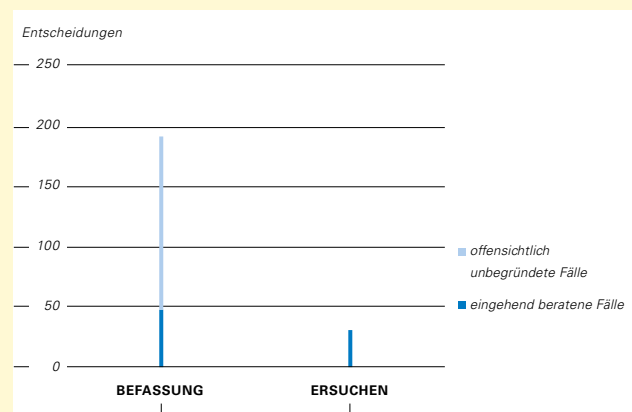 Entscheidungen
250
200
150
100
50
0
offensichtlich
unbegründete Fälle
eingehend beratene Fälle
BEFASSUNG ERSUCHEN